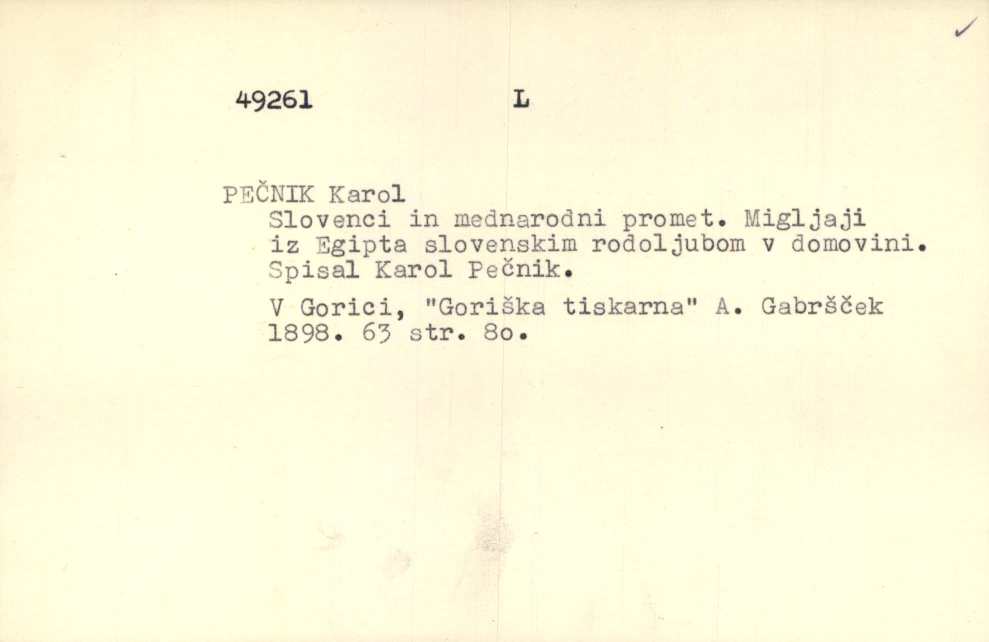 49261 L
PEČNIK Karol
Slovenci in mednarodni promet. Migljaji
iz Egipta slovenskim rodoljubom v domovini.
Spisal Karol Pečnik.
V Gorici, "Goriška tiskarna" A. Gabršček
1898. 63 str. 8o.